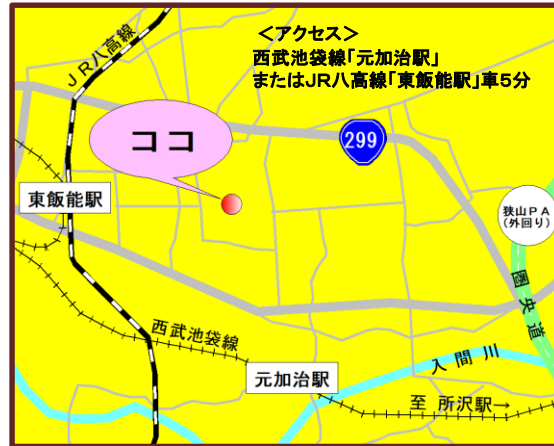 <アクセス>
西武池袋線「元加治駅」
またはJR八高線「東飯能駅」車5分
JR八高線
ココ
299
東飯能駅
狭山PA
(外回り)
圏央道
西武池袋線
元加治駅
入間川
至 所沢駅→